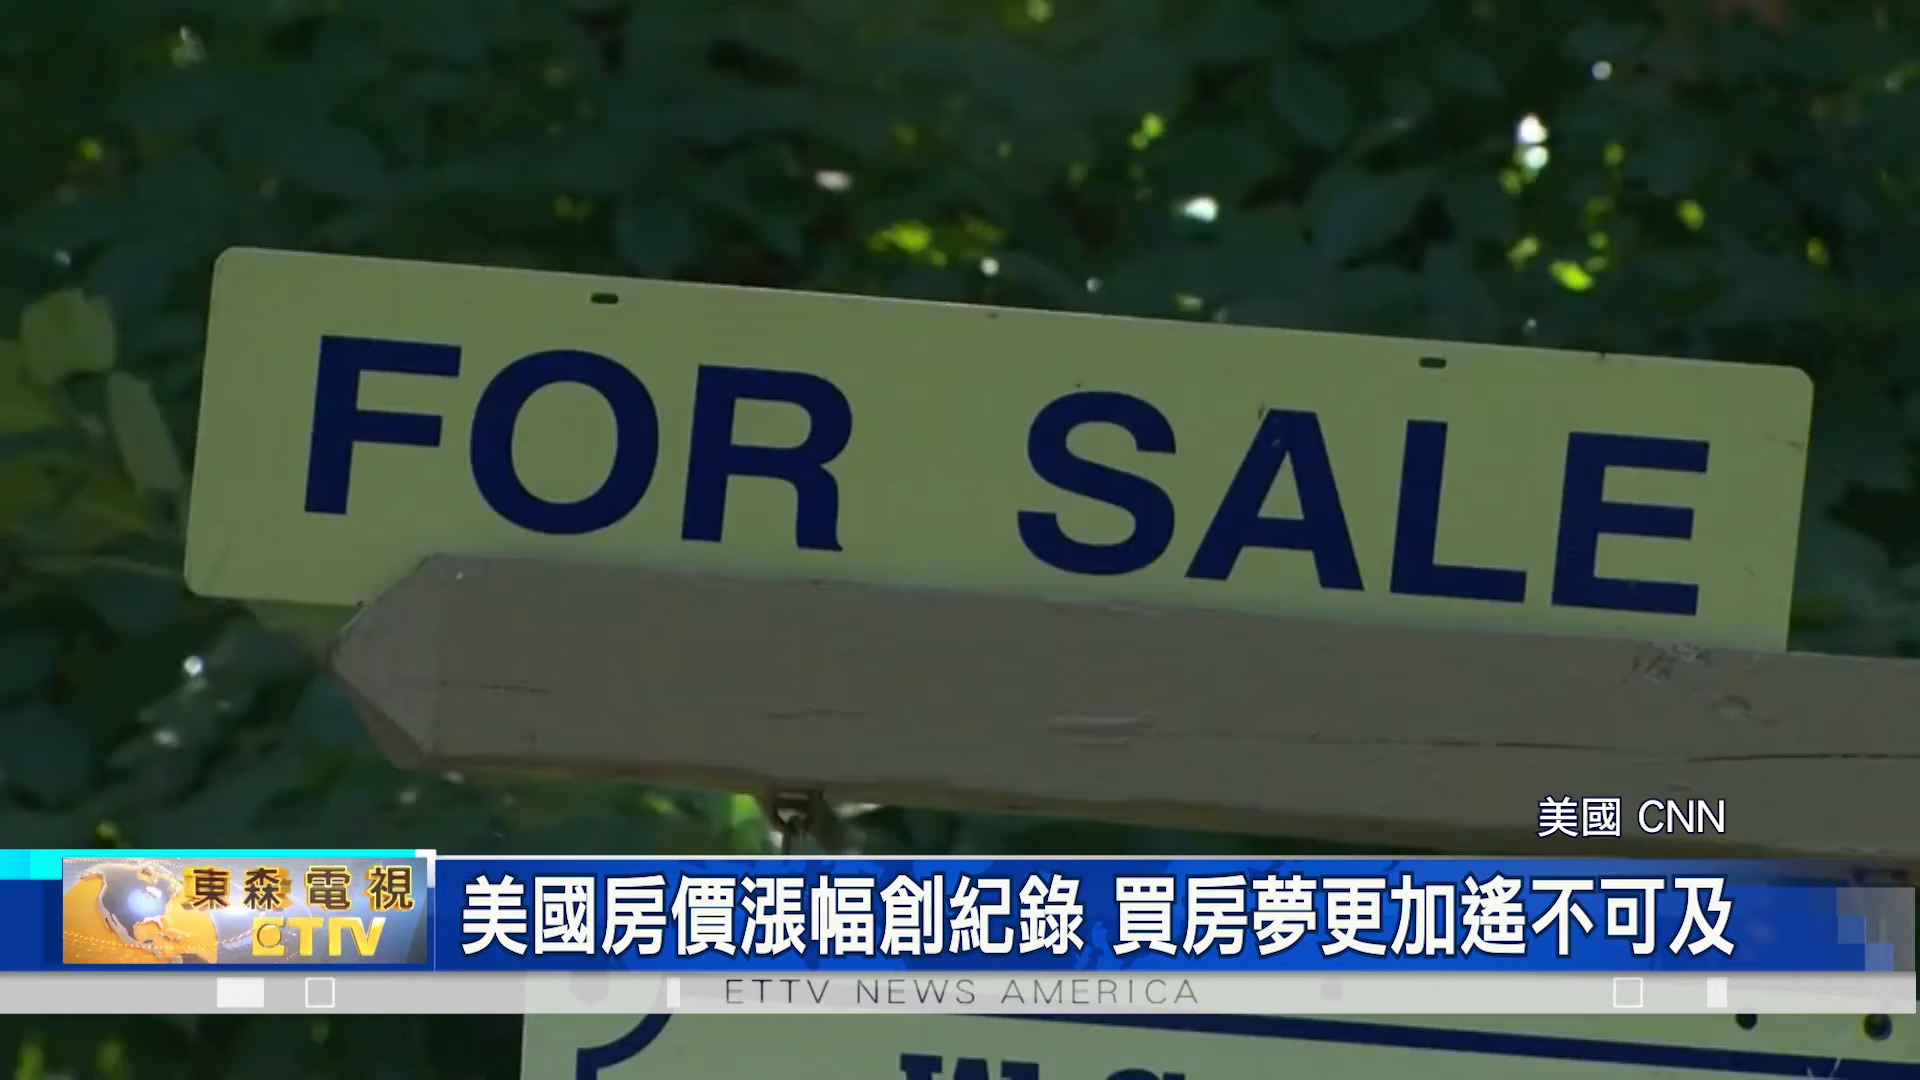 FOR SALE
美國 CNN
東森電視
ETTV
美國房價漲幅創紀錄 買房夢更加遙不可及
ETTV NEWS AMERICA